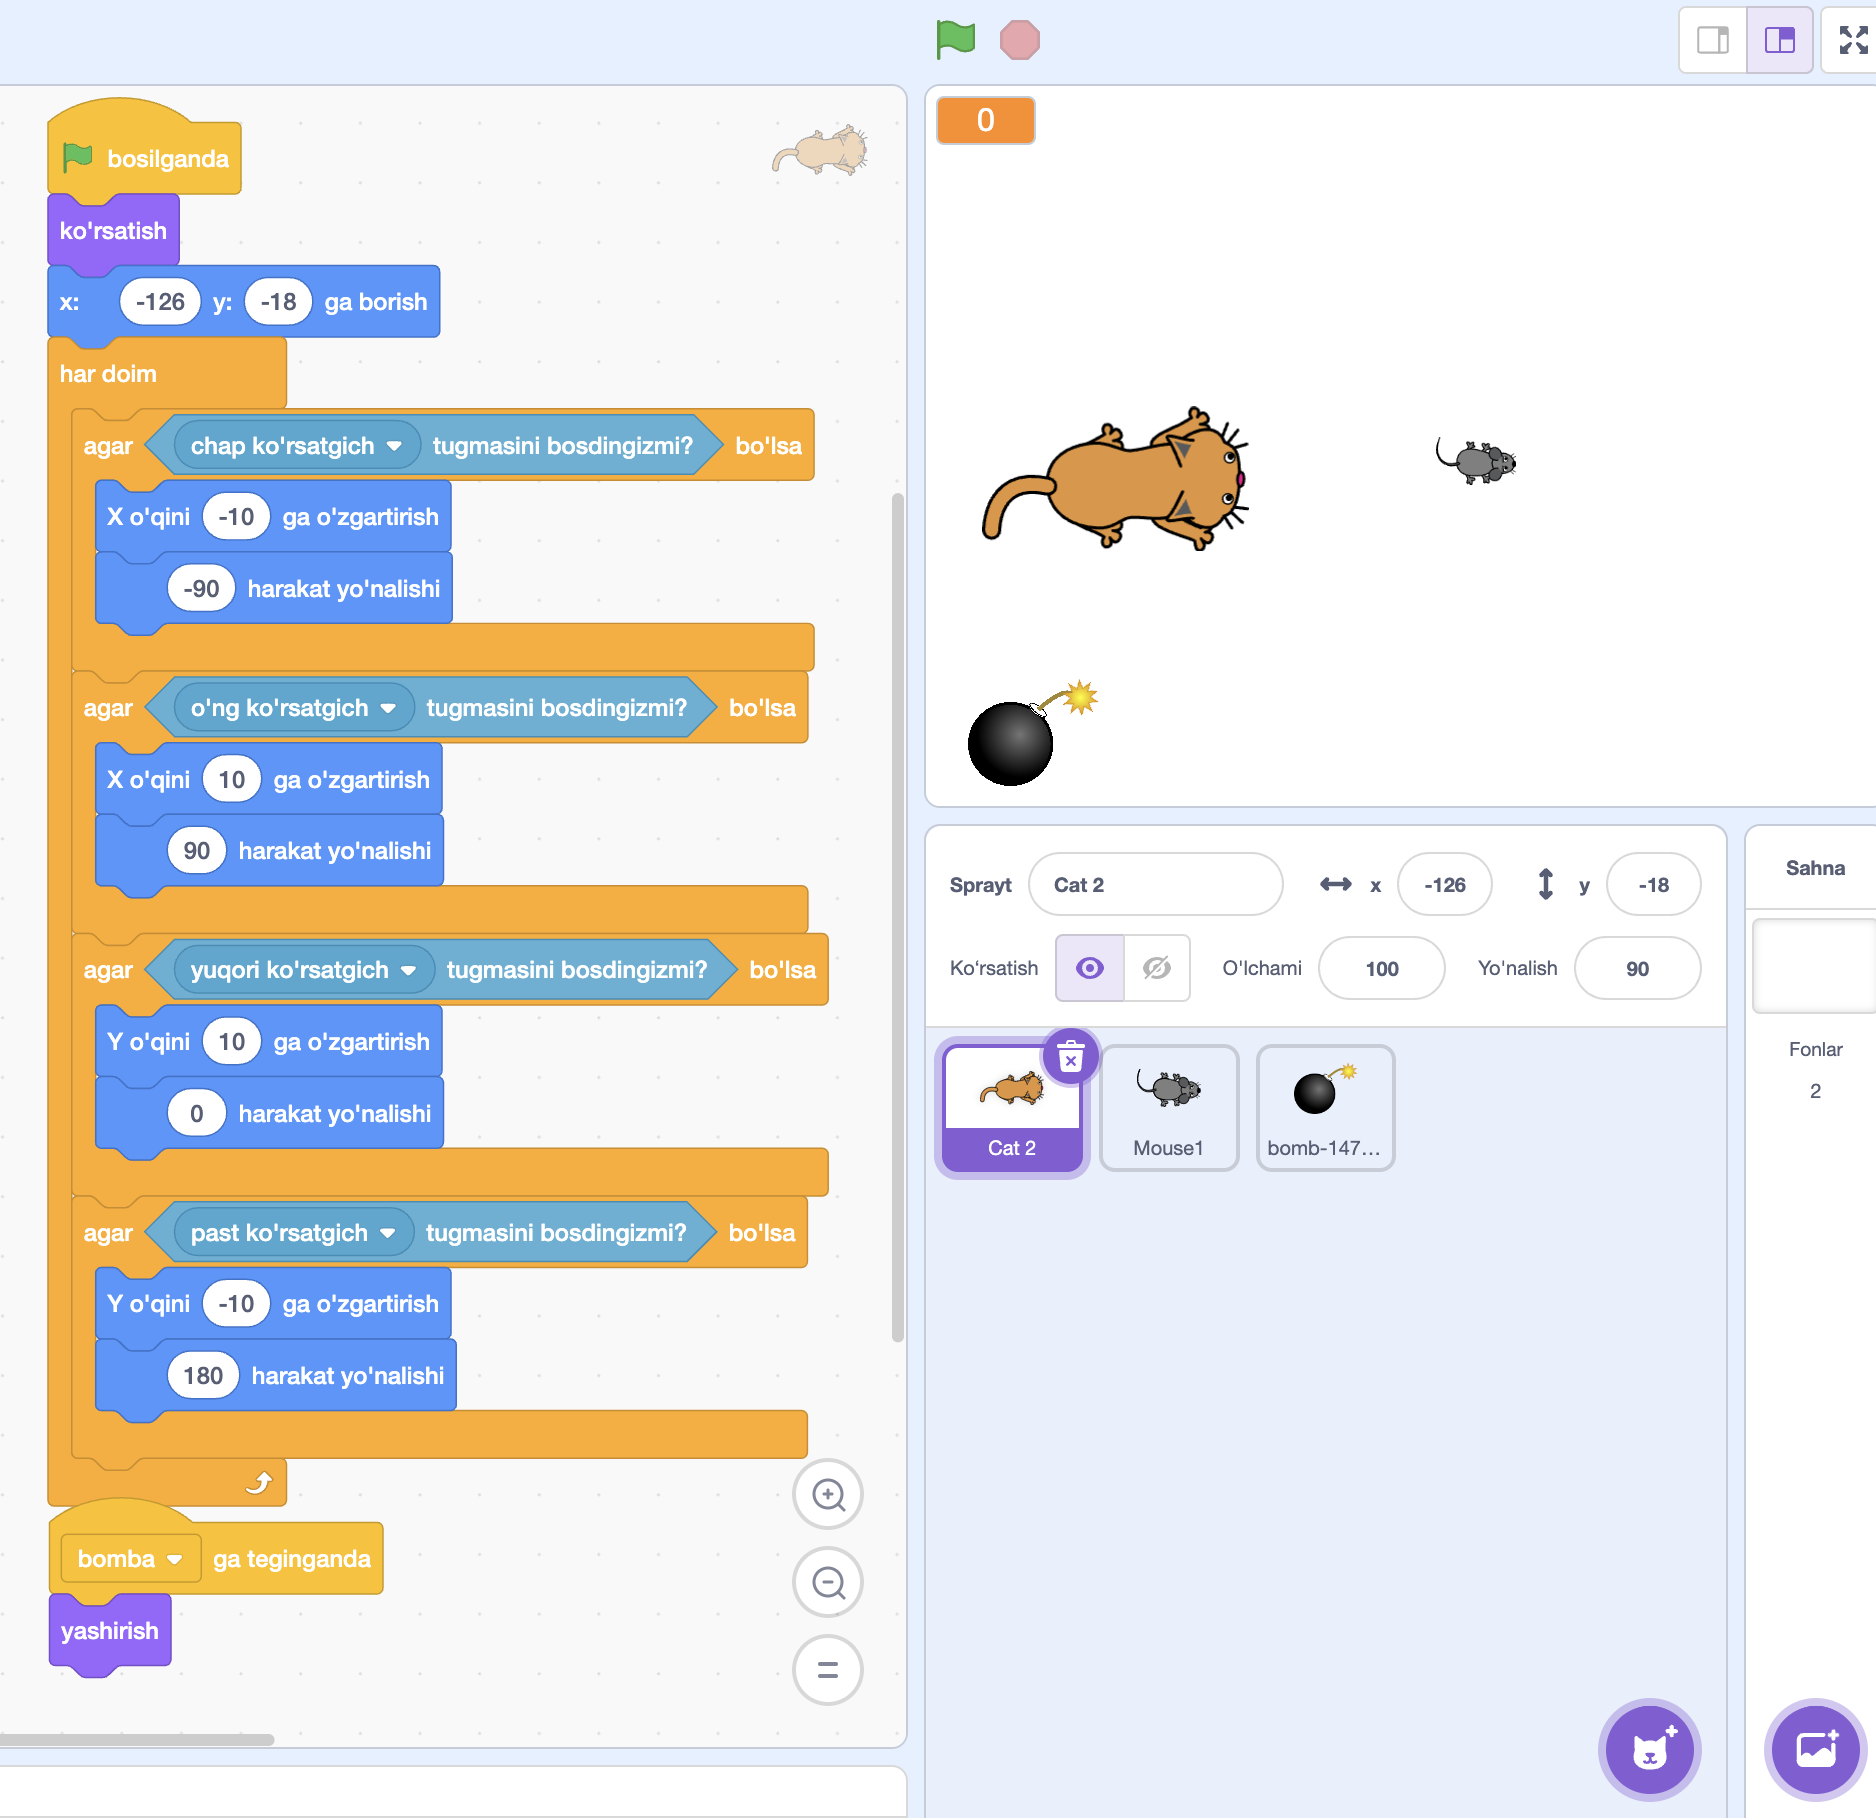 bosilganda
ko'rsatish
x: -126 y: -18 ga borish
har doim
agar chap ko'rsatgich tugmasini bosdingizmi? bo'lsa
X o'qini -10 ga o'zgartirish
-90 harakat yo'nalishi
agar o'ng ko'rsatgich tugmasini bosdingizmi? bo'lsa
X o'qini 10 ga o'zgartirish
90 harakat yo'nalishi
agar yuqori ko'rsatgich tugmasini bosdingizmi? bo'lsa
Y o'qini 10 ga o'zgartirish
0 harakat yo'nalishi
agar past ko'rsatgich tugmasini bosdingizmi? bo'lsa
Y o'qini -10 ga o'zgartirish
180 harakat yo'nalishi
bomba ga teginganda
yashirish
0
Sprayt Cat 2 x -126 y -18
Ko‘rsatish O'lchami 100 Yo'nalish 90
Cat 2
Mouse1
bomb-147...
Sahna
Fonlar
2